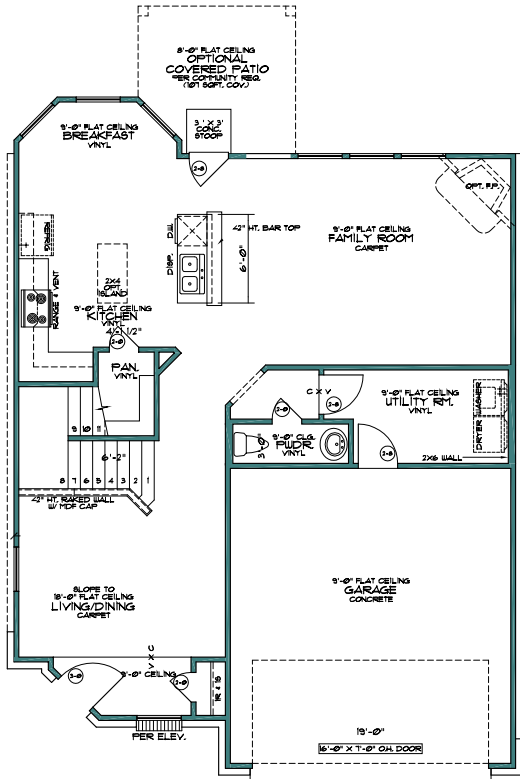 8'-0" FLAT CEILING
OPTIONAL
COVERED PATIO
PER COMMUNITY REQ.
(107 SQFT. COV.)
3' X 3'
CONC.
STOOP
9'-0" FLAT CEILING
BREAKFAST
VINYL
2-8
OPT. F.P.
REFRIG
D.W.
DISP.
42" HT. BAR TOP
6'-0"
9'-0" FLAT CEILING
FAMILY ROOM
CARPET
2X4
OPT.
ISLAND
RANGE & VENT
9'-0" FLAT CEILING
KITCHEN
VINYL
2-0
PAN.
VINYL
C X V
2-8
9'-0" FLAT CEILING
UTILITY RM.
VINYL
WASHER
DRYER
2-0
9'-0" CLG.
PWDR.
VINYL
3'-0"
2-8
2X6 WALL
9 10 11
6'-2"
8 7 6 5 4 3 2 1
42" HT. RAKED WALL
W/ MDF CAP
SLOPE TO
18'-0" FLAT CEILING
LIVING/DINING
CARPET
9'-0" FLAT CEILING
GARAGE
CONCRETE
V X C
3-0
9'-0" CEILING
2-0
1R & 1S
PER ELEV.
19'-0"
16'-0" X 7'-0" O.H. DOOR